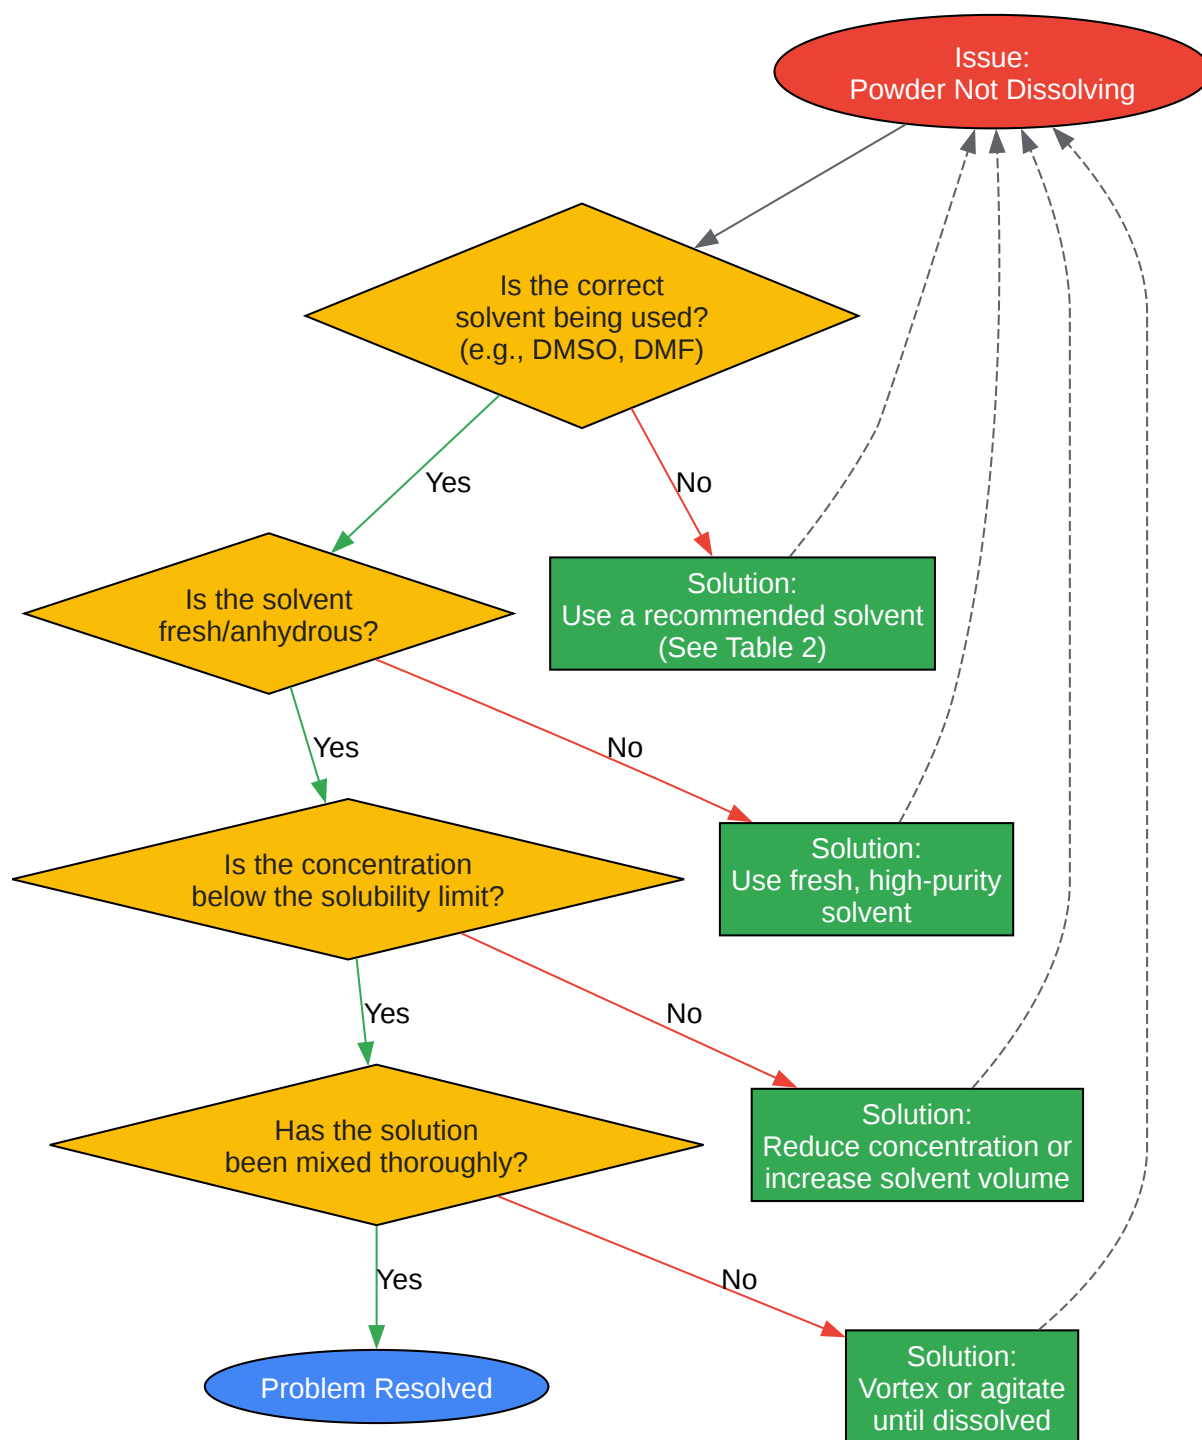 Issue:
Powder Not Dissolving
Is the correct
solvent being used?
(e.g., DMSO, DMF)
Yes
No
Is the solvent
fresh/anhydrous?
Solution:
Use a recommended solvent
(See Table 2)
Yes
No
Is the concentration
below the solubility limit?
Solution:
Use fresh, high-purity
solvent
Yes
No
Has the solution
been mixed thoroughly?
Solution:
Reduce concentration or
increase solvent volume
Yes
No
Problem Resolved
Solution:
Vortex or agitate
until dissolved